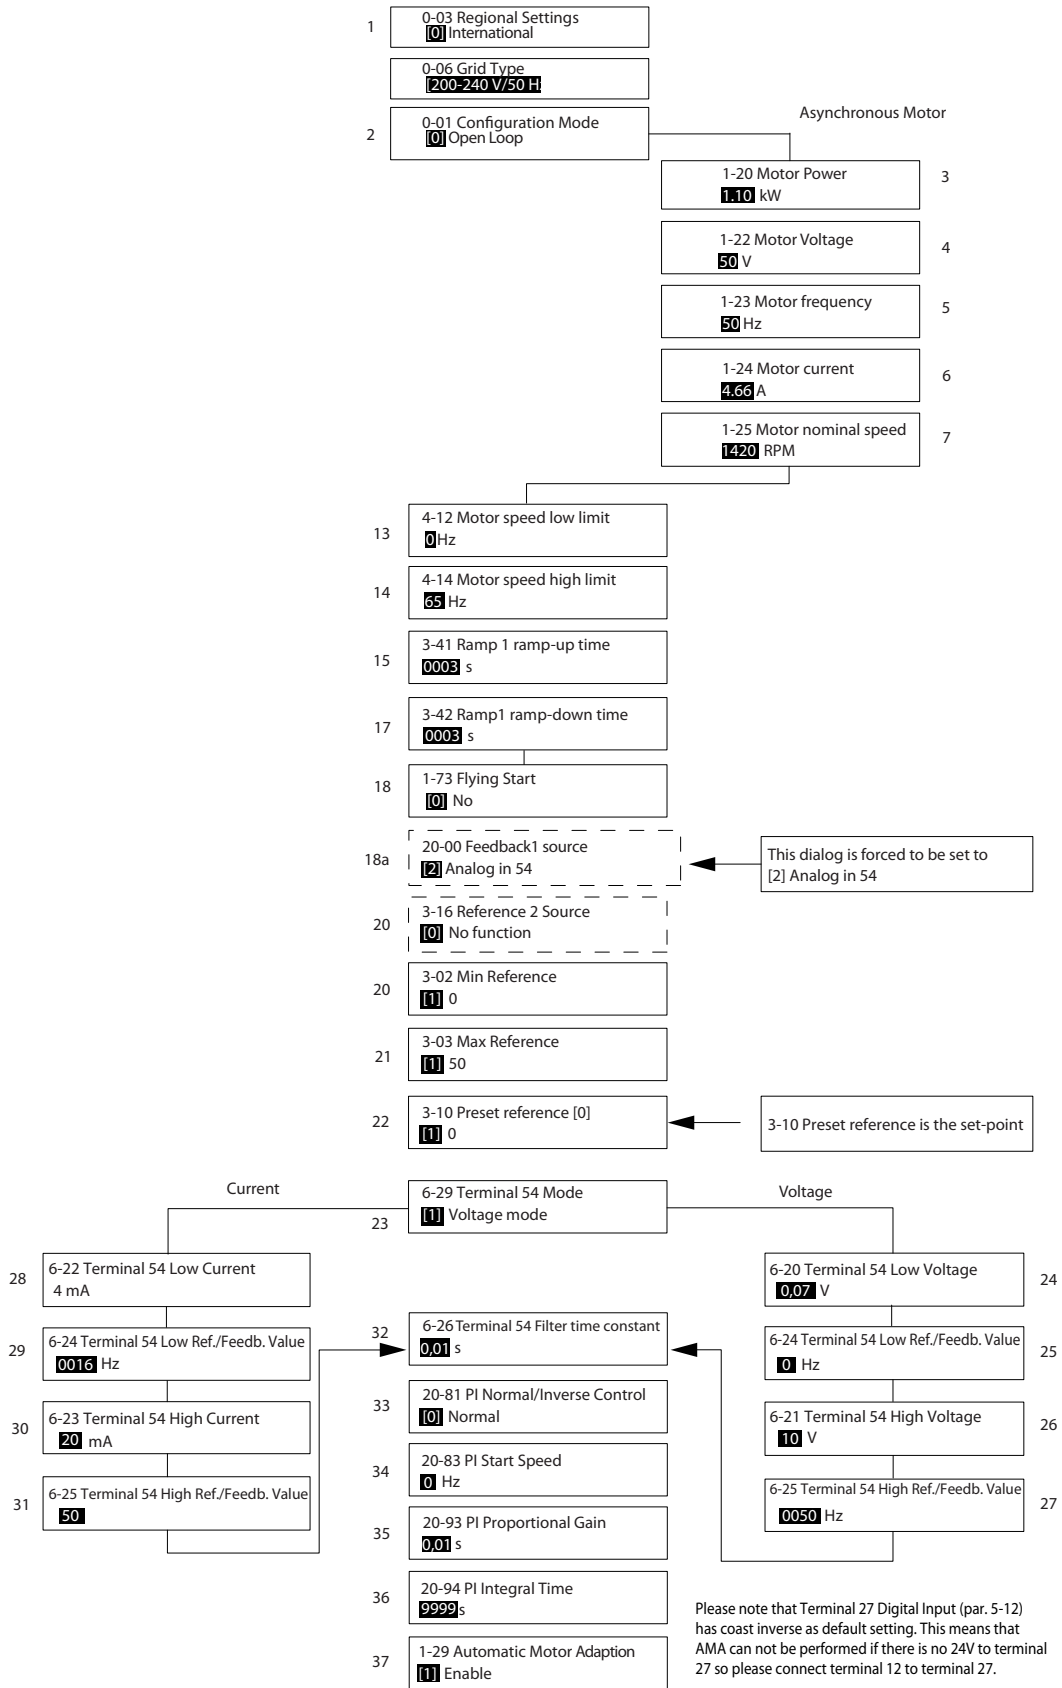 1
0-03 Regional Settings
[0] International
0-06 Grid Type
[200-240 V/50 Hz
2
0-01 Configuration Mode
[0] Open Loop
Asynchronous Motor
1-20 Motor Power
1.10 kW
3
1-22 Motor Voltage
50 V
4
1-23 Motor frequency
50 Hz
5
1-24 Motor current
4.66 A
6
1-25 Motor nominal speed
1420 RPM
7
13
4-12 Motor speed low limit
0 Hz
14
4-14 Motor speed high limit
65 Hz
15
3-41 Ramp 1 ramp-up time
0003 s
17
3-42 Ramp1 ramp-down time
0003 s
18
1-73 Flying Start
[0] No
18a
20-00 Feedback1 source
[2] Analog in 54
This dialog is forced to be set to
[2] Analog in 54
20
3-16 Reference 2 Source
[0] No function
20
3-02 Min Reference
[1] 0
21
3-03 Max Reference
[1] 50
22
3-10 Preset reference [0]
[1] 0
3-10 Preset reference is the set-point
Current
23
6-29 Terminal 54 Mode
[1] Voltage mode
Voltage
28
6-22 Terminal 54 Low Current
4 mA
29
6-24 Terminal 54 Low Ref./Feedb. Value
0016 Hz
30
6-23 Terminal 54 High Current
20 mA
31
6-25 Terminal 54 High Ref./Feedb. Value
50
32
6-26 Terminal 54 Filter time constant
0,01 s
33
20-81 PI Normal/Inverse Control
[0] Normal
34
20-83 PI Start Speed
0 Hz
35
20-93 PI Proportional Gain
0,01 s
36
20-94 PI Integral Time
9999 s
37
1-29 Automatic Motor Adaption
[1] Enable
6-20 Terminal 54 Low Voltage
0,07 V
24
6-24 Terminal 54 Low Ref./Feedb. Value
0 Hz
25
6-21 Terminal 54 High Voltage
10 V
26
6-25 Terminal 54 High Ref./Feedb. Value
0050 Hz
27
Please note that Terminal 27 Digital Input (par. 5-12)
has coast inverse as default setting. This means that
AMA can not be performed if there is no 24V to terminal
27 so please connect terminal 12 to terminal 27.